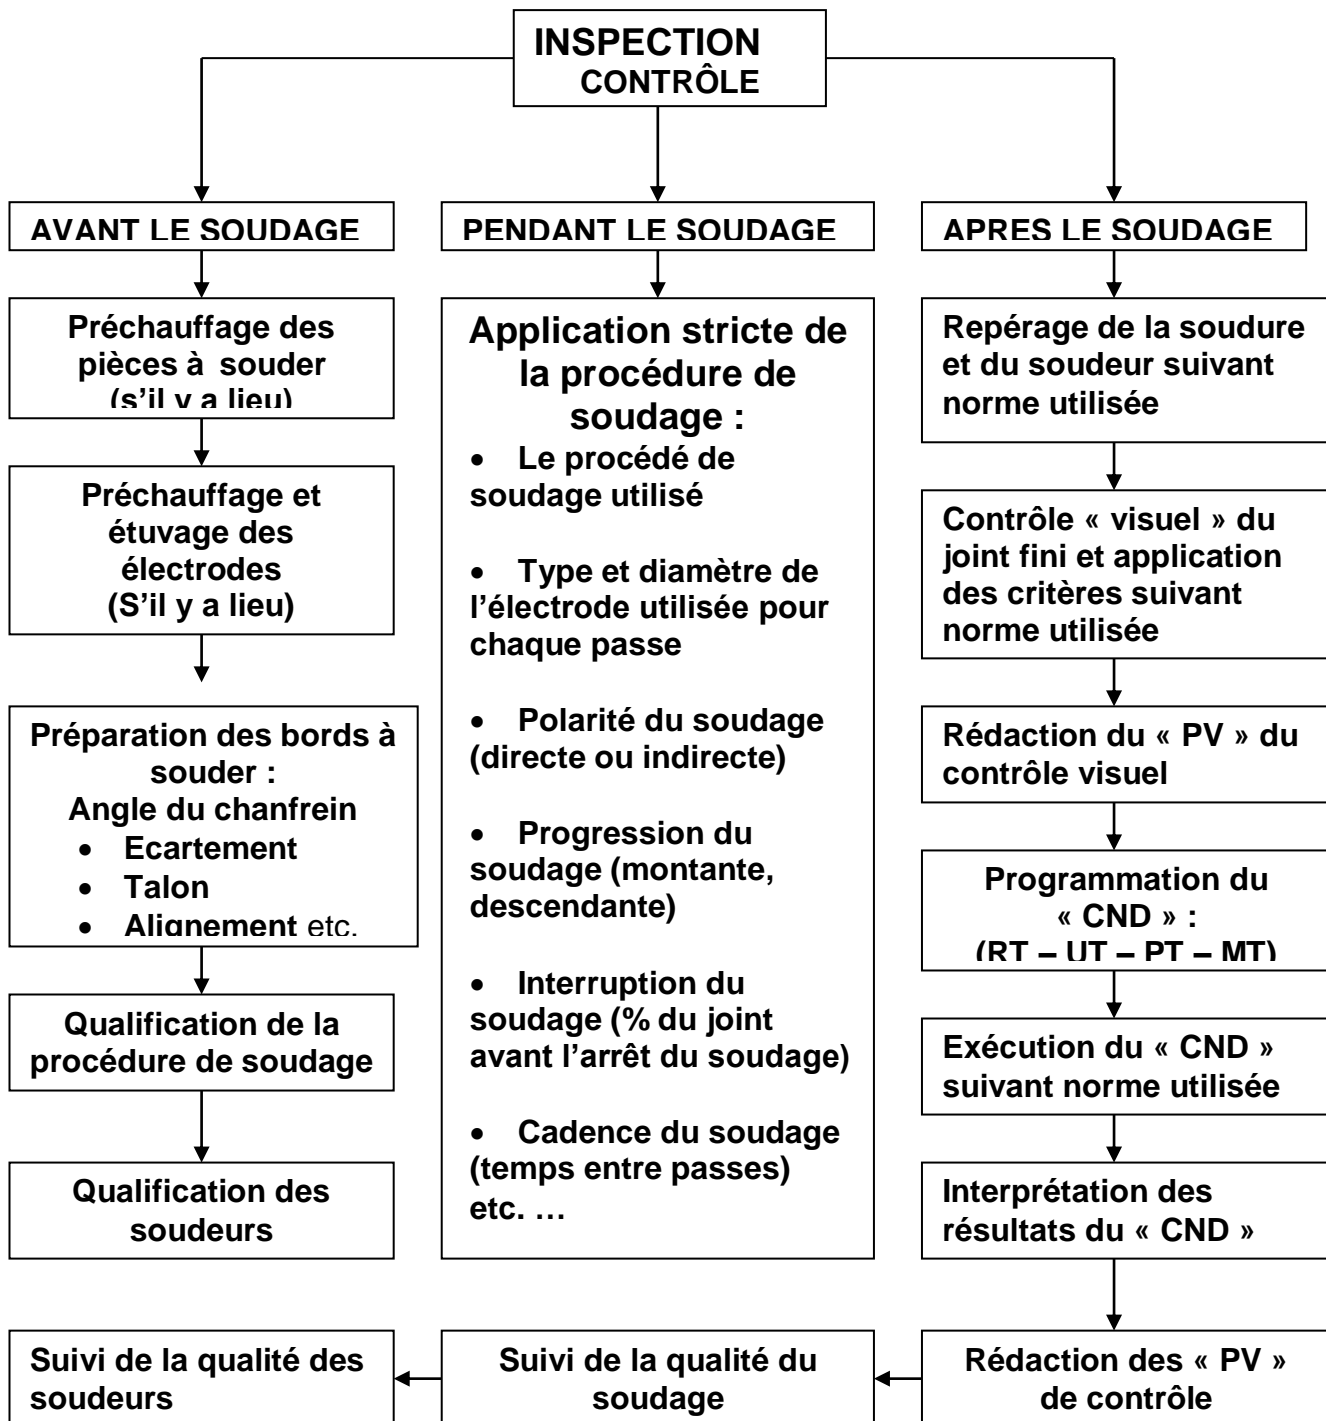 INSPECTION
CONTRÔLE
AVANT LE SOUDAGE
Préchauffage des
pièces à souder
(s’il y a lieu)
Préchauffage et
étuvage des
électrodes
(S’il y a lieu)
Préparation des bords à
souder :
Angle du chanfrein
• Ecartement
• Talon
• Alignement etc.
Qualification de la
procédure de soudage
Qualification des
soudeurs
PENDANT LE SOUDAGE
Application stricte de
la procédure de
soudage :
• Le procédé de
soudage utilisé
• Type et diamètre de
l’électrode utilisée pour
chaque passe
• Polarité du soudage
(directe ou indirecte)
• Progression du
soudage (montante,
descendante)
• Interruption du
soudage (% du joint
avant l’arrêt du soudage)
• Cadence du soudage
(temps entre passes)
etc. …
APRES LE SOUDAGE
Repérage de la soudure
et du soudeur suivant
norme utilisée
Contrôle « visuel » du
joint fini et application
des critères suivant
norme utilisée
Rédaction du « PV » du
contrôle visuel
Programmation du
« CND » :
(RT – UT – PT – MT)
Exécution du « CND »
suivant norme utilisée
Interprétation des
résultats du « CND »
Rédaction des « PV »
de contrôle
Suivi de la qualité du
soudage
Suivi de la qualité des
soudeurs